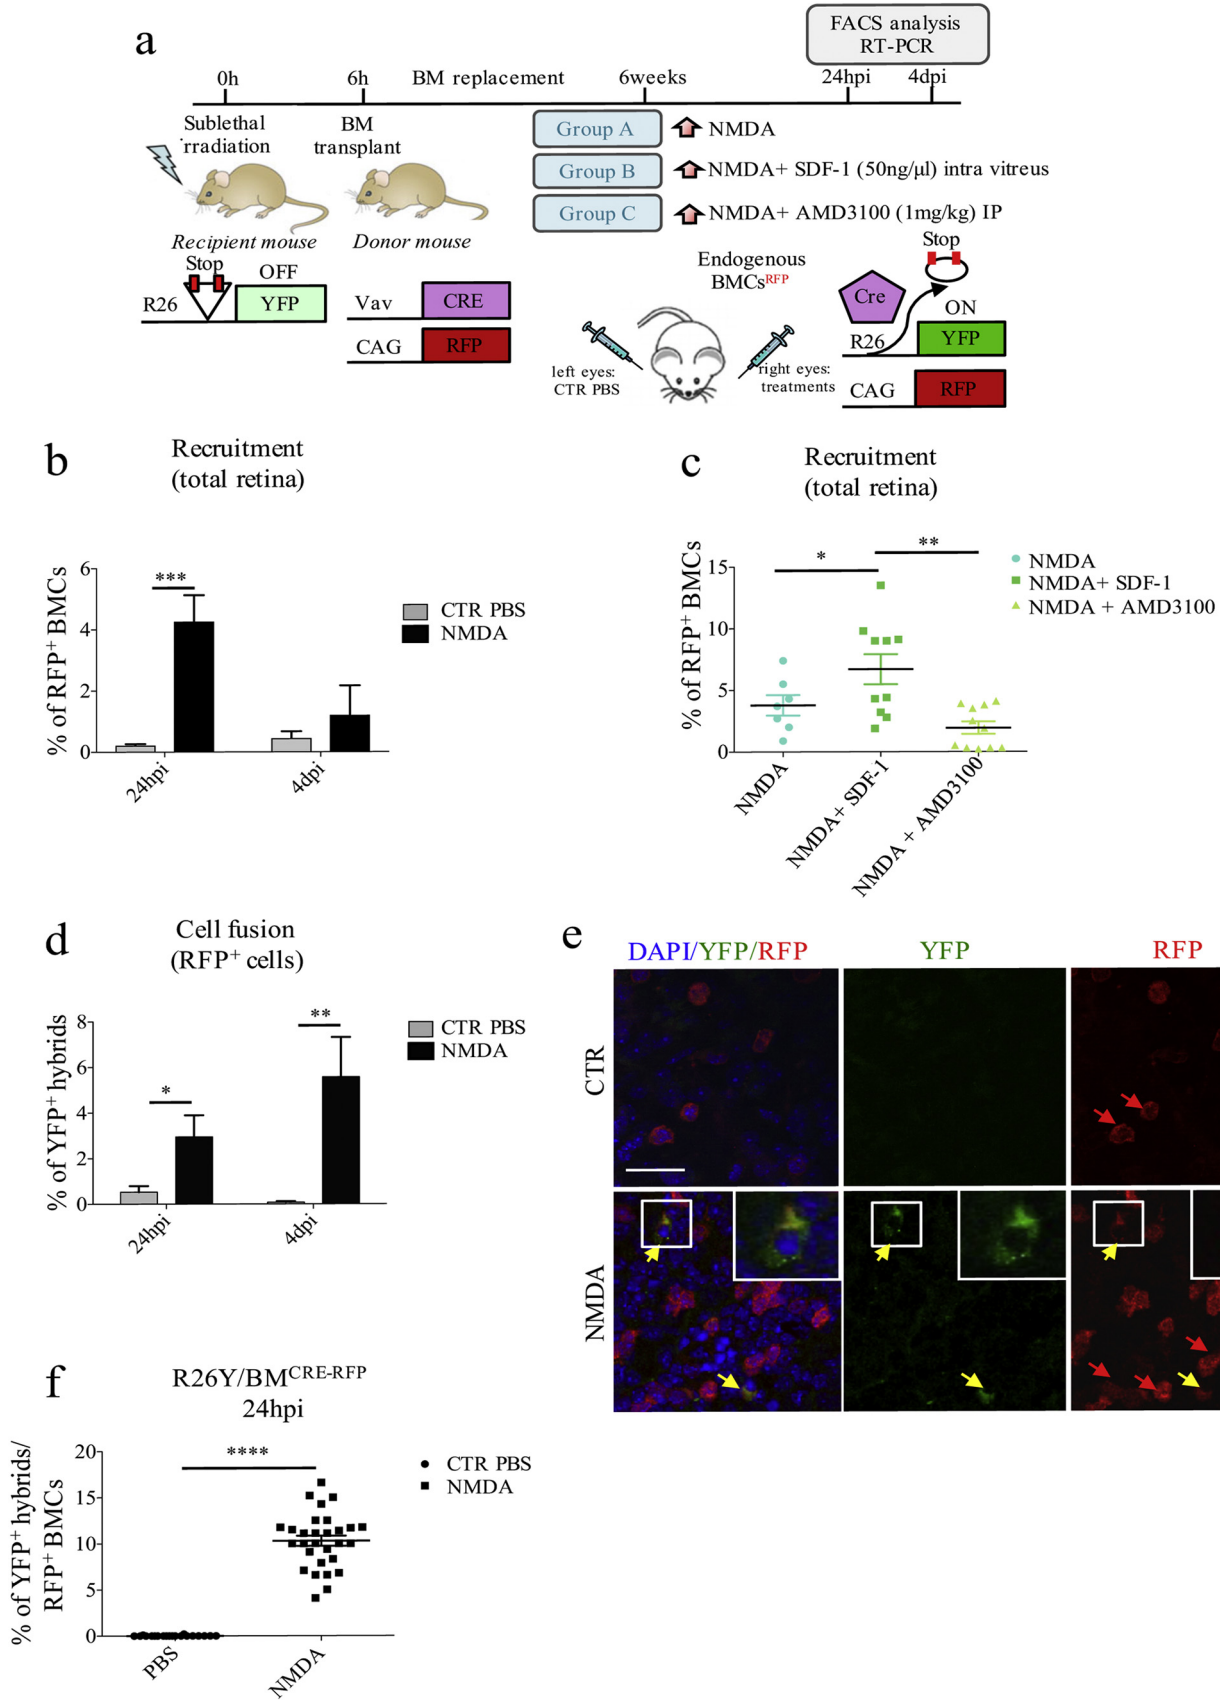 a
FACS analysis
RT-PCR
0h
6h
BM replacement
6weeks
24hpi
4dpi
Sublethal
irradiation
BM
transplant
Group A
NMDA
Group B
NMDA+ SDF-1 (50ng/µl) intra vitreus
Group C
NMDA+ AMD3100 (1mg/kg) IP
Recipient mouse
Donor mouse
Stop
OFF
R26
YFP
Vav
CRE
CAG
RFP
Endogenous
BMCsRFP
left eyes:
CTR PBS
right eyes:
treatments
Stop
Cre
ON
R26
YFP
CAG
RFP
b
Recruitment
(total retina)
% of RFP+ BMCs
6
4
2
0
***
24hpi
4dpi
CTR PBS
NMDA
c
Recruitment
(total retina)
% of RFP+ BMCs
15
10
5
0
*
**
NMDA
NMDA+ SDF-1
NMDA + AMD3100
NMDA
NMDA+ SDF-1
NMDA + AMD3100
d
Cell fusion
(RFP+ cells)
% of YFP+ hybrids
8
6
4
2
0
*
**
24hpi
4dpi
CTR PBS
NMDA
e
DAPI/YFP/RFP
YFP
RFP
CTR
NMDA
f
R26Y/BMCRE-RFP
24hpi
% of YFP+ hybrids/
RFP+ BMCs
20
15
10
5
0
****
PBS
NMDA
CTR PBS
NMDA